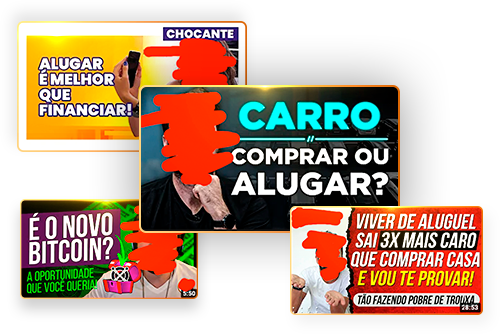 CHOCANTE
ALUGAR
É MELHOR
QUE
FINANCIAR!
CARRO
COMPRAR OU
ALUGAR?
É O NOVO
BITCOIN?
A OPORTUNIDADE
QUE VOCÊ QUERIA!
5:50
VIVER DE ALUGUEL
SAI 3X MAIS CARO
QUE COMPRAR CASA
E VOU TE PROVAR!
TÃO FAZENDO POBRE DE TROUXA
28:53